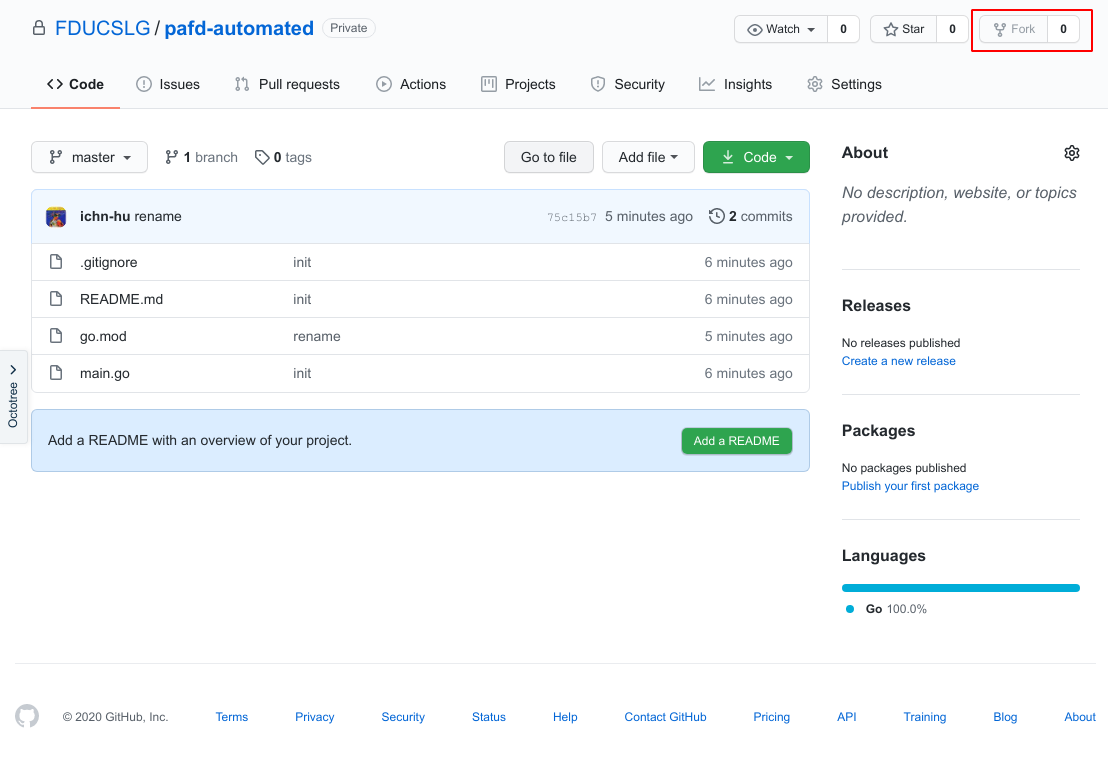 FDUCSLG / pafd-automated Private Watch 0 Star 0 Fork 0
Code Issues Pull requests Actions Projects Security Insights Settings
master 1 branch 0 tags Go to file Add file Code
ichn-hu rename 75c15b7 5 minutes ago 2 commits
.gitignore init 6 minutes ago
README.md init 6 minutes ago
go.mod rename 5 minutes ago
main.go init 6 minutes ago
Add a README with an overview of your project. Add a README
Octotree
About
No description, website, or topics
provided.
Releases
No releases published
Create a new release
Packages
No packages published
Publish your first package
Languages
Go 100.0%
© 2020 GitHub, Inc. Terms Privacy Security Status Help Contact GitHub Pricing API Training Blog About